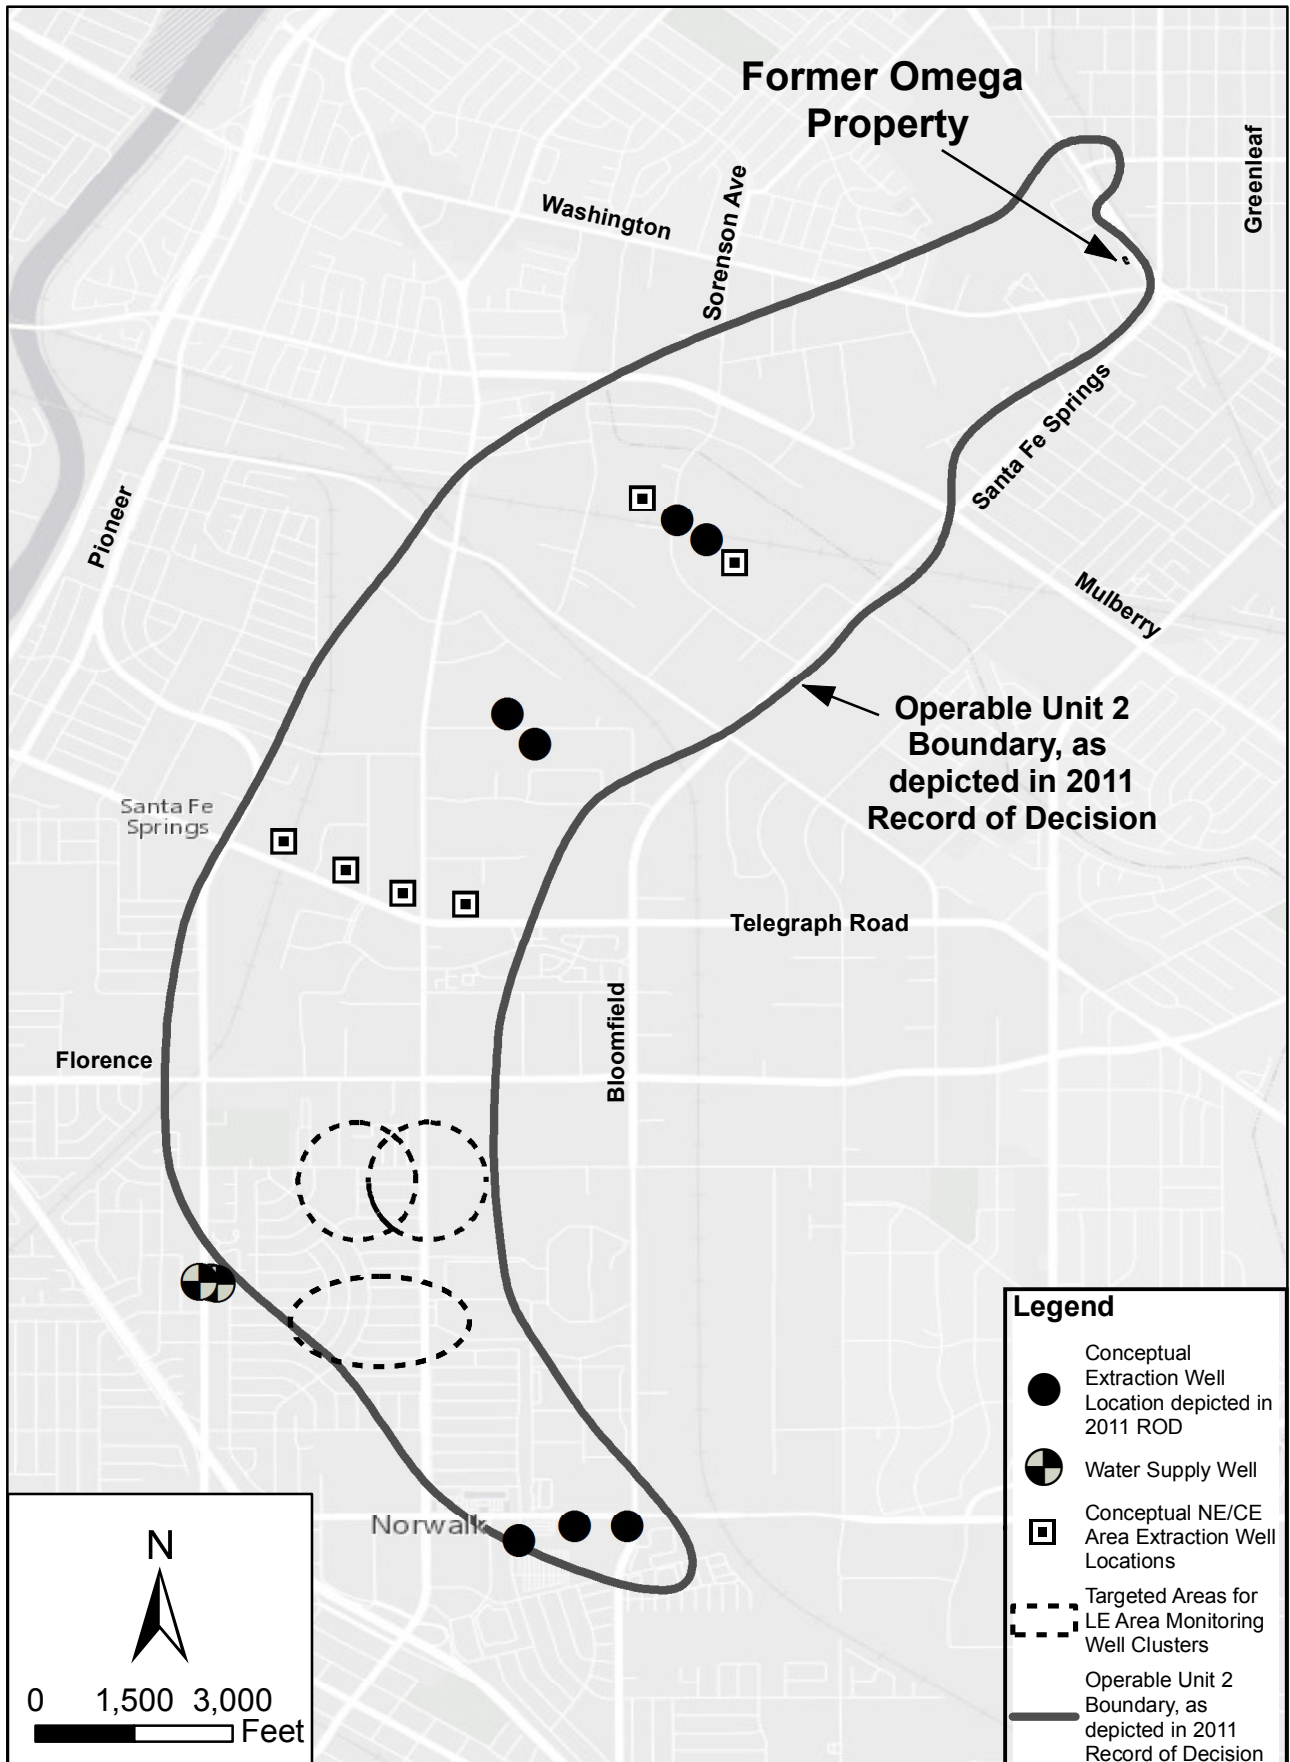 Former Omega
Property
Greenleaf
Washington
Sorenson Ave
Santa Fe Springs
Pioneer
Mulberry
Operable Unit 2
Boundary, as
depicted in 2011
Record of Decision
Santa Fe
Springs
Telegraph Road
Bloomfield
Florence
Norwalk
Legend
Conceptual
Extraction Well
Location depicted in
2011 ROD
Water Supply Well
Conceptual NE/CE
Area Extraction Well
Locations
Targeted Areas for
LE Area Monitoring
Well Clusters
Operable Unit 2
Boundary, as
depicted in 2011
Record of Decision
N
0 1,500 3,000
Feet